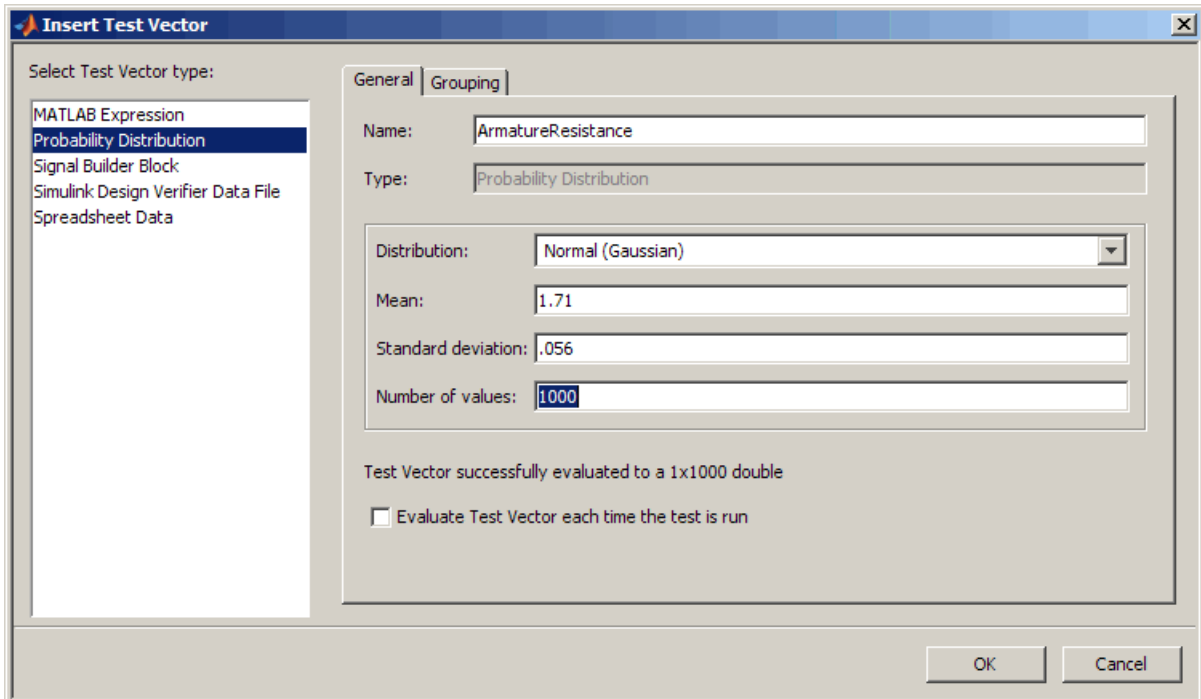 Insert Test Vector
Select Test Vector type:
MATLAB Expression
Probability Distribution
Signal Builder Block
Simulink Design Verifier Data File
Spreadsheet Data
General Grouping
Name: ArmatureResistance
Type: Probability Distribution
Distribution: Normal (Gaussian)
Mean: 1.71
Standard deviation: .056
Number of values: 1000
Test Vector successfully evaluated to a 1x1000 double
Evaluate Test Vector each time the test is run
OK Cancel